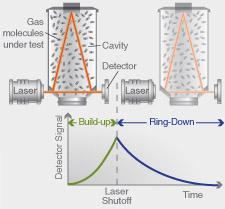 Gas
molecules
under test
Cavity
Detector
Laser
Laser
Build-up
Ring-Down
Detector Signal
Laser
Shutoff
Time